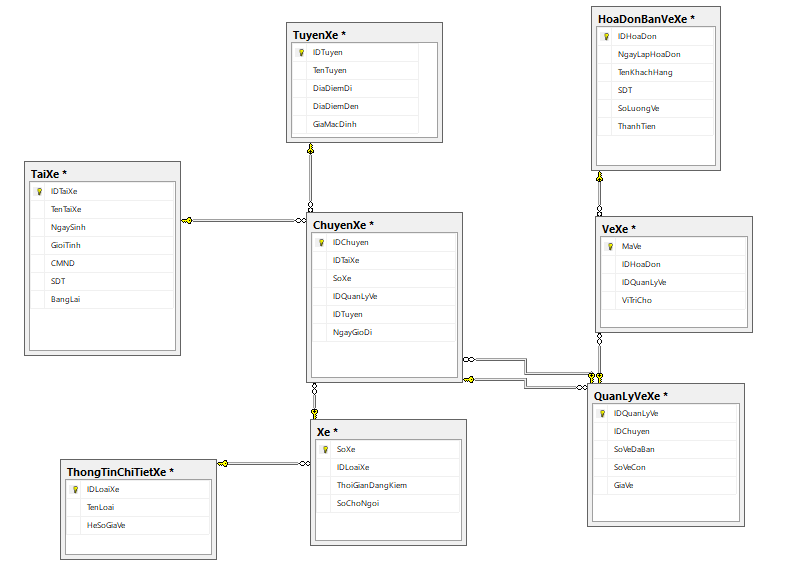 TuyenXe *
IDTuyen
TenTuyen
DiaDiemDi
DiaDiemDen
GiaMacDinh
HoaDonBanVeXe *
IDHoaDon
NgayLapHoaDon
TenKhachHang
SDT
SoLuongVe
ThanhTien
TaiXe *
IDTaiXe
TenTaiXe
NgaySinh
GioiTinh
CMND
SDT
BangLai
ChuyenXe *
IDChuyen
IDTaiXe
SoXe
IDQuanLyVe
IDTuyen
NgayGioDi
VeXe *
MaVe
IDHoaDon
IDQuanLyVe
ViTriCho
QuanLyVeXe *
IDQuanLyVe
IDChuyen
SoVeDaBan
SoVeCon
GiaVe
Xe *
SoXe
IDLoaiXe
ThoiGianDangKiem
SoChoNgoi
ThongTinChiTietXe *
IDLoaiXe
TenLoai
HeSoGiaVe